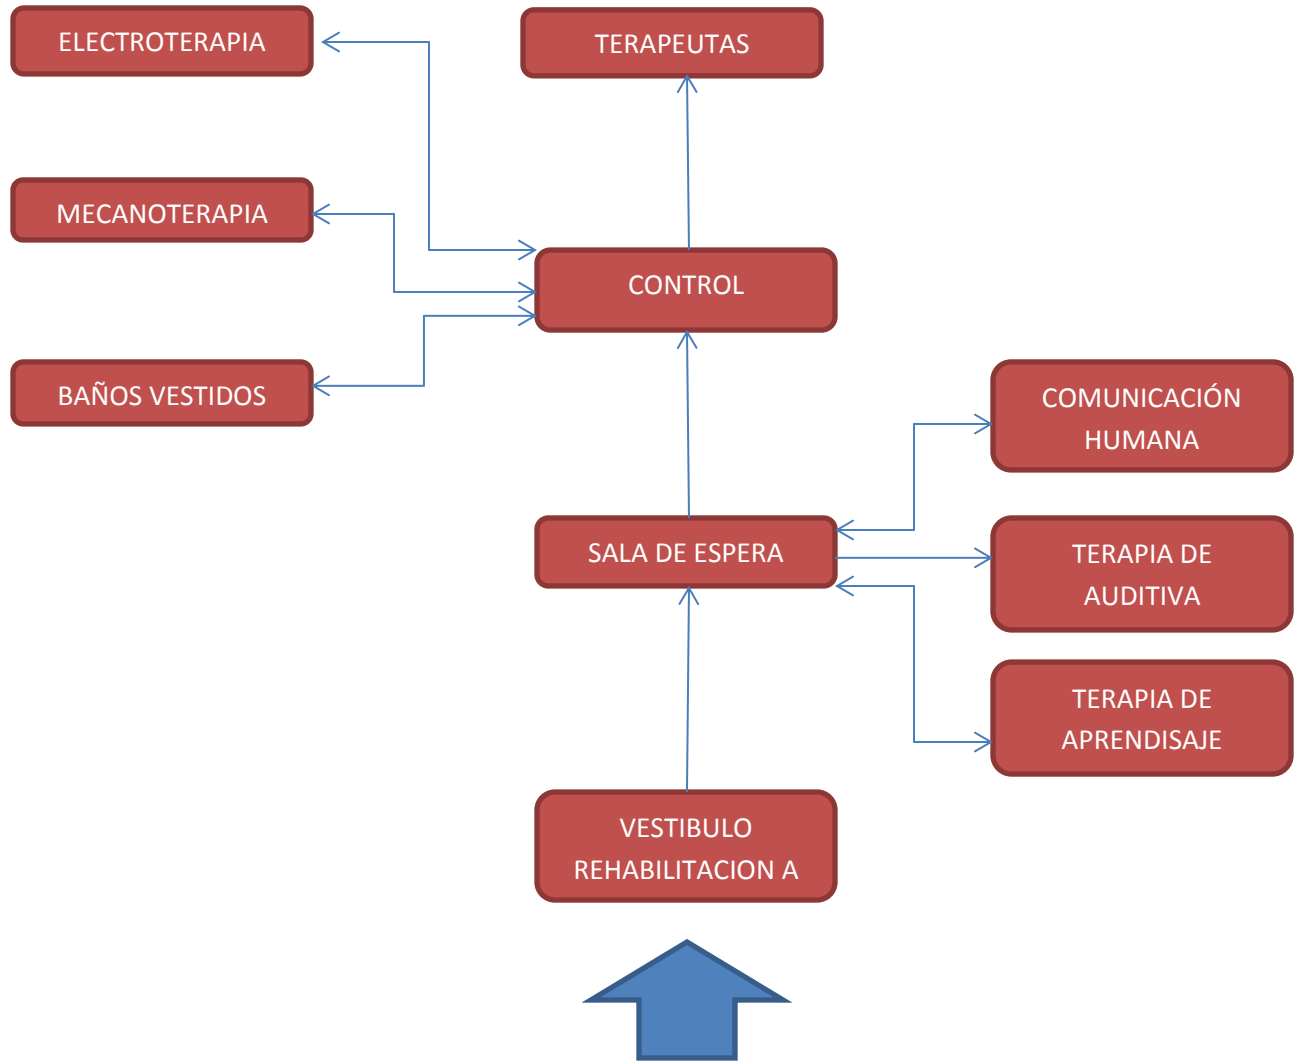 ELECTROTERAPIA
TERAPEUTAS
MECANOTERAPIA
CONTROL
BAÑOS VESTIDOS
COMUNICACIÓN
HUMANA
SALA DE ESPERA
TERAPIA DE
AUDITIVA
TERAPIA DE
APRENDISAJE
VESTIBULO
REHABILITACION A